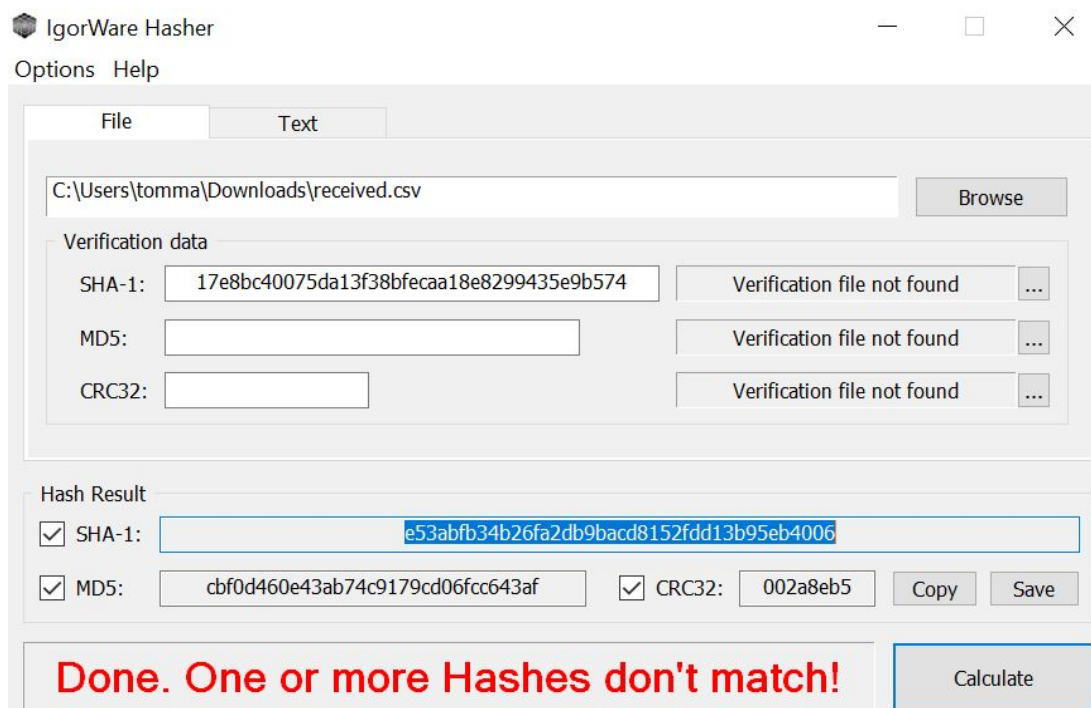 IgorWare Hasher
Options Help
File Text
C:\Users\tomma\Downloads\received.csv Browse
Verification data
SHA-1: 17e8bc40075da13f38bfecaa18e8299435e9b574 Verification file not found ...
MD5: Verification file not found ...
CRC32: Verification file not found ...
Hash Result
SHA-1: e53abfb34b26fa2db9bacd8152fdd13b95eb4006
MD5: cbf0d460e43ab74c9179cd06fcc643af CRC32: 002a8eb5 Copy Save
Done. One or more Hashes don't match! Calculate